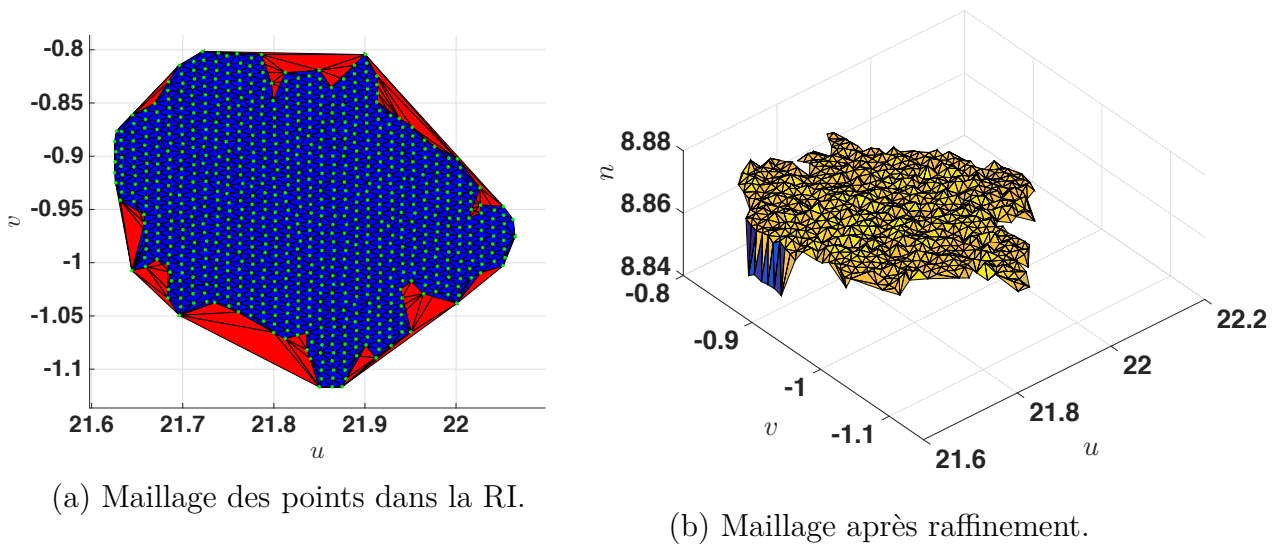 -0.8
-0.85
-0.9
-0.95
-1
-1.05
-1.1
v
21.6 21.7 21.8 21.9 22
u
(a) Maillage des points dans la RI.
8.88
8.86
8.84
n
-0.8
-0.9
-1
-1.1
v
21.6
21.8
22
22.2
u
(b) Maillage après raffinement.